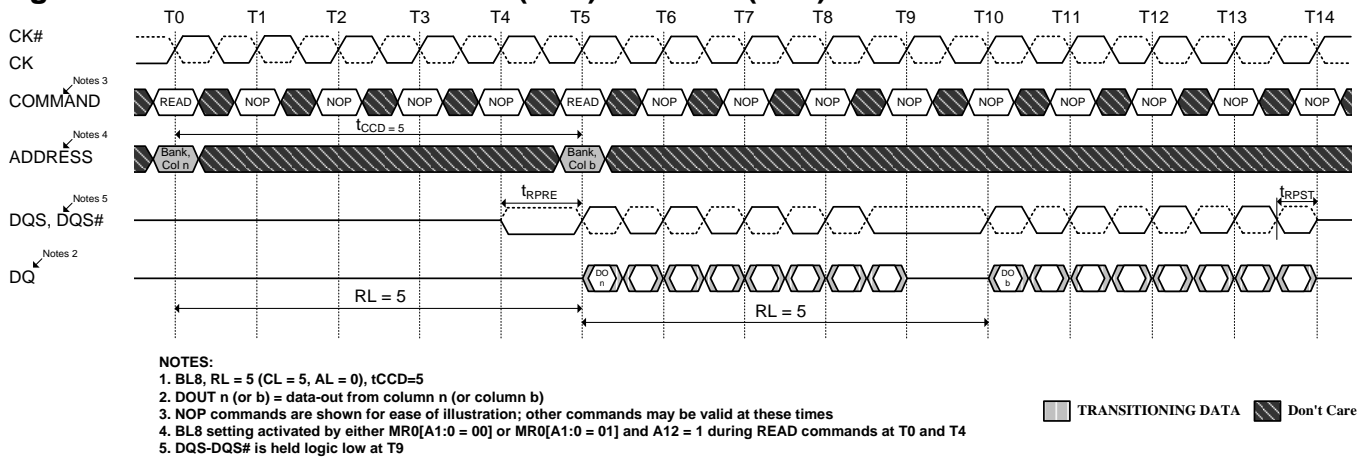 T0 T1 T2 T3 T4 T5 T6 T7 T8 T9 T10 T11 T12 T13 T14
CK#
CK
Notes 3
COMMAND READ NOP NOP NOP NOP READ NOP NOP NOP NOP NOP NOP NOP NOP NOP
tCCD = 5
Notes 4
ADDRESS
Bank,
Col n
Bank,
Col b
tRPRE
tRPST
Notes 5
DQS, DQS#
Notes 2
DQ
DO
n
DO
b
RL = 5
RL = 5
NOTES:
1. BL8, RL = 5 (CL = 5, AL = 0), tCCD=5
2. DOUT n (or b) = data-out from column n (or column b)
3. NOP commands are shown for ease of illustration; other commands may be valid at these times
4. BL8 setting activated by either MR0[A1:0 = 00] or MR0[A1:0 = 01] and A12 = 1 during READ commands at T0 and T4
5. DQS-DQS# is held logic low at T9
TRANSITIONING DATA Don't Care